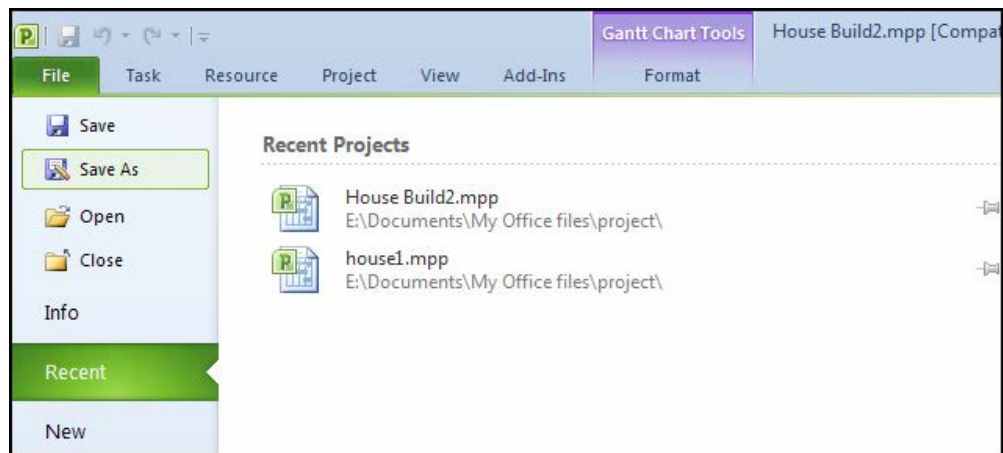 Gantt Chart Tools House Build2.mpp [Compa
File Task Resource Project View Add-Ins Format
Save
Save As
Open
Close
Info
Recent
New
Recent Projects
House Build2.mpp
E:\Documents\My Office files\project\
house1.mpp
E:\Documents\My Office files\project\